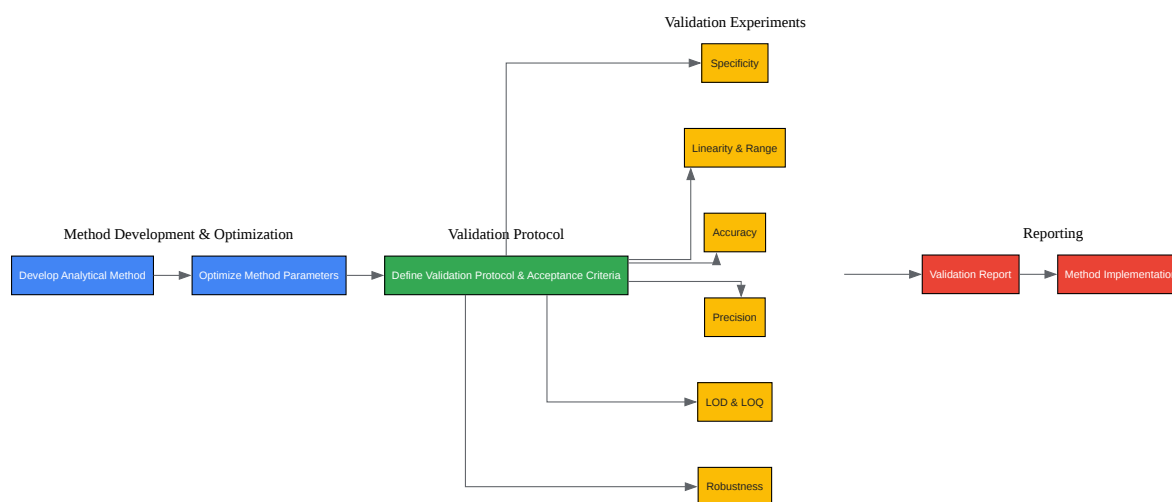 Validation Experiments
Specificity
Linearity & Range
Accuracy
Method Development & Optimization
Validation Protocol
Reporting
Develop Analytical Method
Optimize Method Parameters
Define Validation Protocol & Acceptance Criteria
Validation Report
Method Implementation
Precision
LOD & LOQ
Robustness